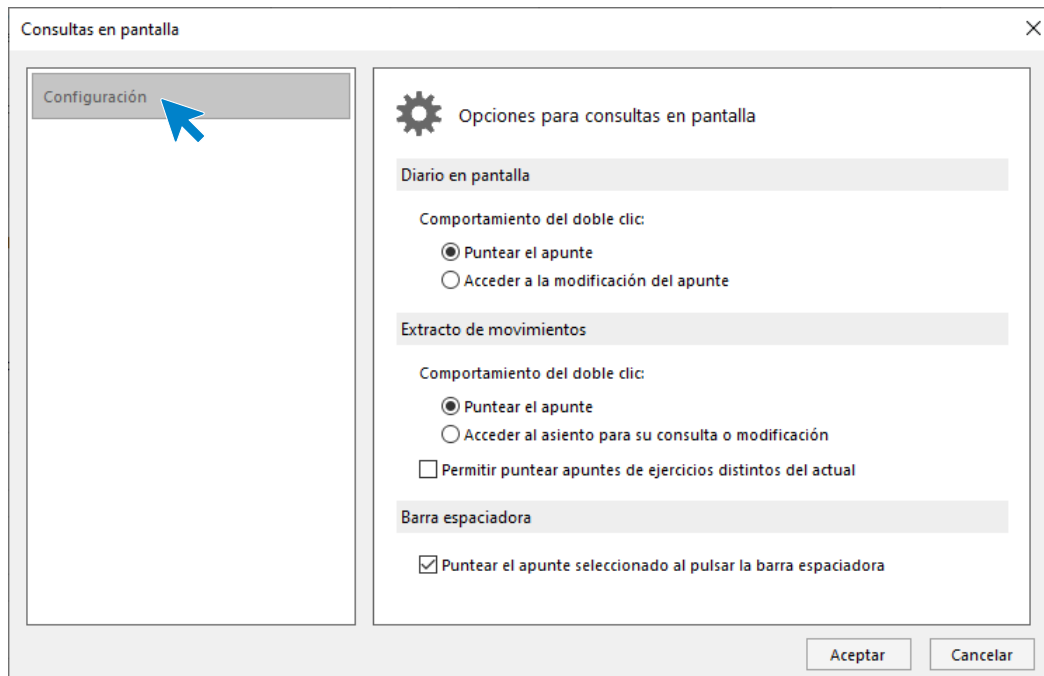 Consultas en pantalla
Configuración
Opciones para consultas en pantalla
Diario en pantalla
Comportamiento del doble clic:
Puntear el apunte
Acceder a la modificación del apunte
Extracto de movimientos
Comportamiento del doble clic:
Puntear el apunte
Acceder al asiento para su consulta o modificación
Permitir puntear apuntes de ejercicios distintos del actual
Barra espaciadora
Puntear el apunte seleccionado al pulsar la barra espaciadora
Aceptar
Cancelar